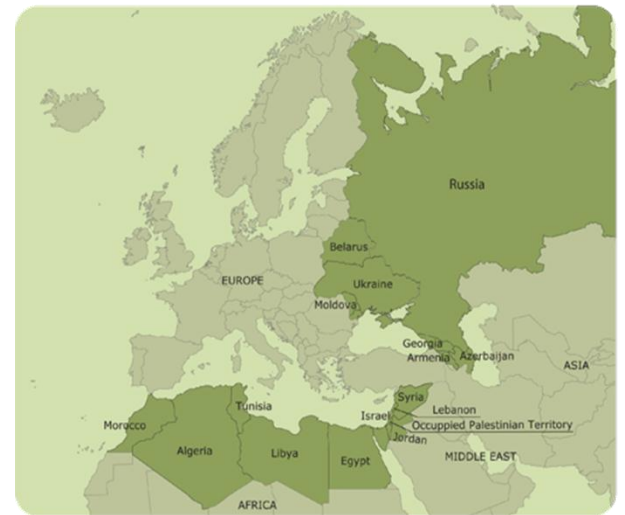 Russia
Belarus
EUROPE
Ukraine
Moldova
Georgia
Armenia
Azerbaijan
ASIA
Syria
Tunisia
Lebanon
Israel
Morocco
Occuppied Palestinian Territory
Jordan
Algeria
Libya
Egypt
MIDDLE EAST
AFRICA